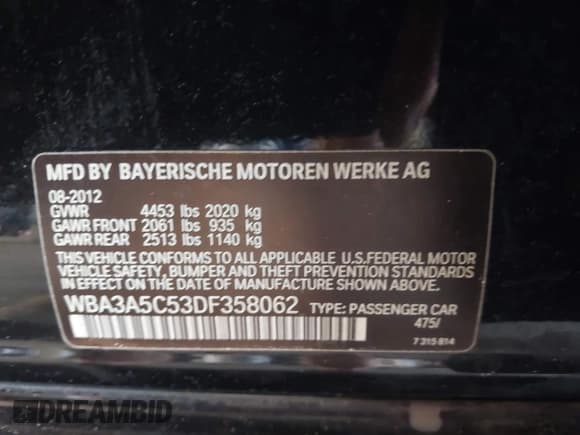 MFD BY BAYERISCHE MOTOREN WERKE AG
08-2012
GVWR 4453 lbs 2020 kg
GAWR FRONT 2061 lbs 935 kg
GAWR REAR 2513 lbs 1140 kg
THIS VEHICLE CONFORMS TO ALL APPLICABLE U.S.FEDERAL MOTOR
VEHICLE SAFETY, BUMPER AND THEFT PREVENTION STANDARDS
IN EFFECT ON THE DATE OF MANUFACTURE SHOWN ABOVE.
WBA3A5C53DF358062 TYPE: PASSENGER CAR
475/
7 315 814
DREAMBID